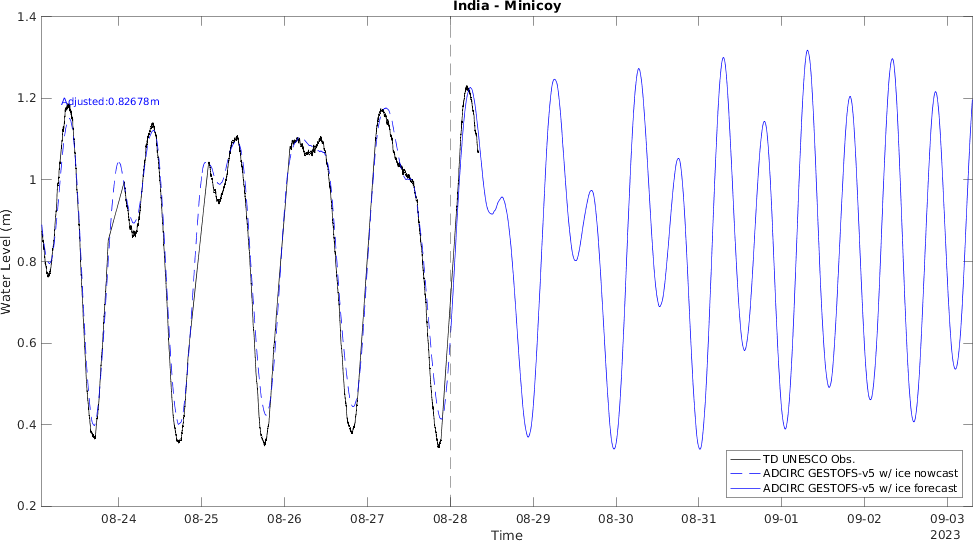 India - Minicoy
1.4
1.2
1
0.8
0.6
0.4
0.2
Water Level (m)
Adjusted:0.82678m
TD UNESCO Obs.
ADCIRC GESTOFS-v5 w/ ice nowcast
ADCIRC GESTOFS-v5 w/ ice forecast
08-24 08-25 08-26 08-27 08-28 08-29 08-30 08-31 09-01 09-02 09-03
2023
Time